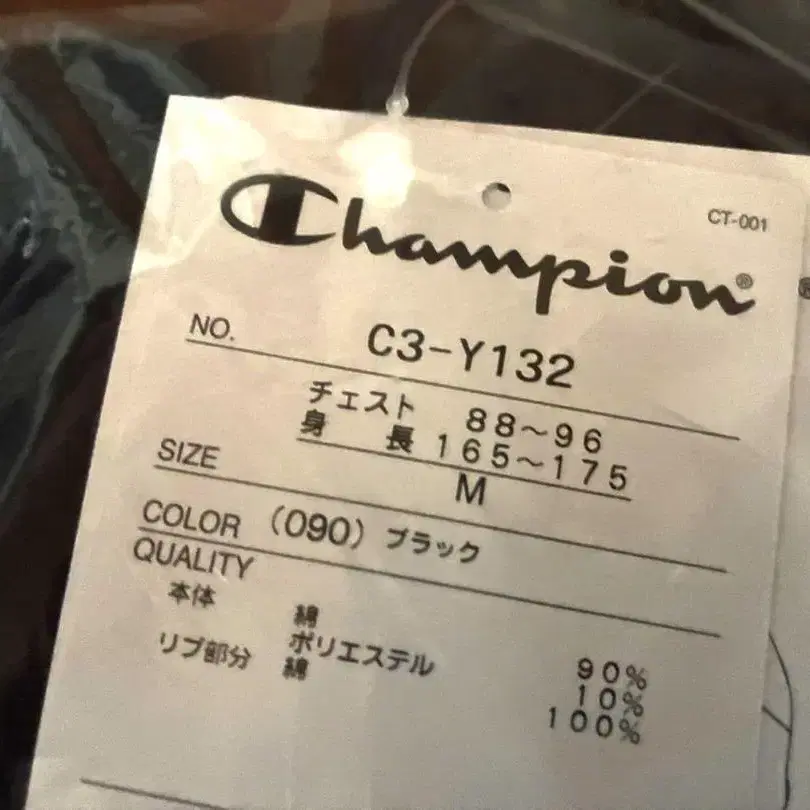 CT-001
Champion®
NO. C3-Y132
チェスト 88～96
身長 165～175
SIZE M
COLOR (090) ブラック
QUALITY
本体 綿 90%
ポリエステル 10%
リブ部分 綿 100%